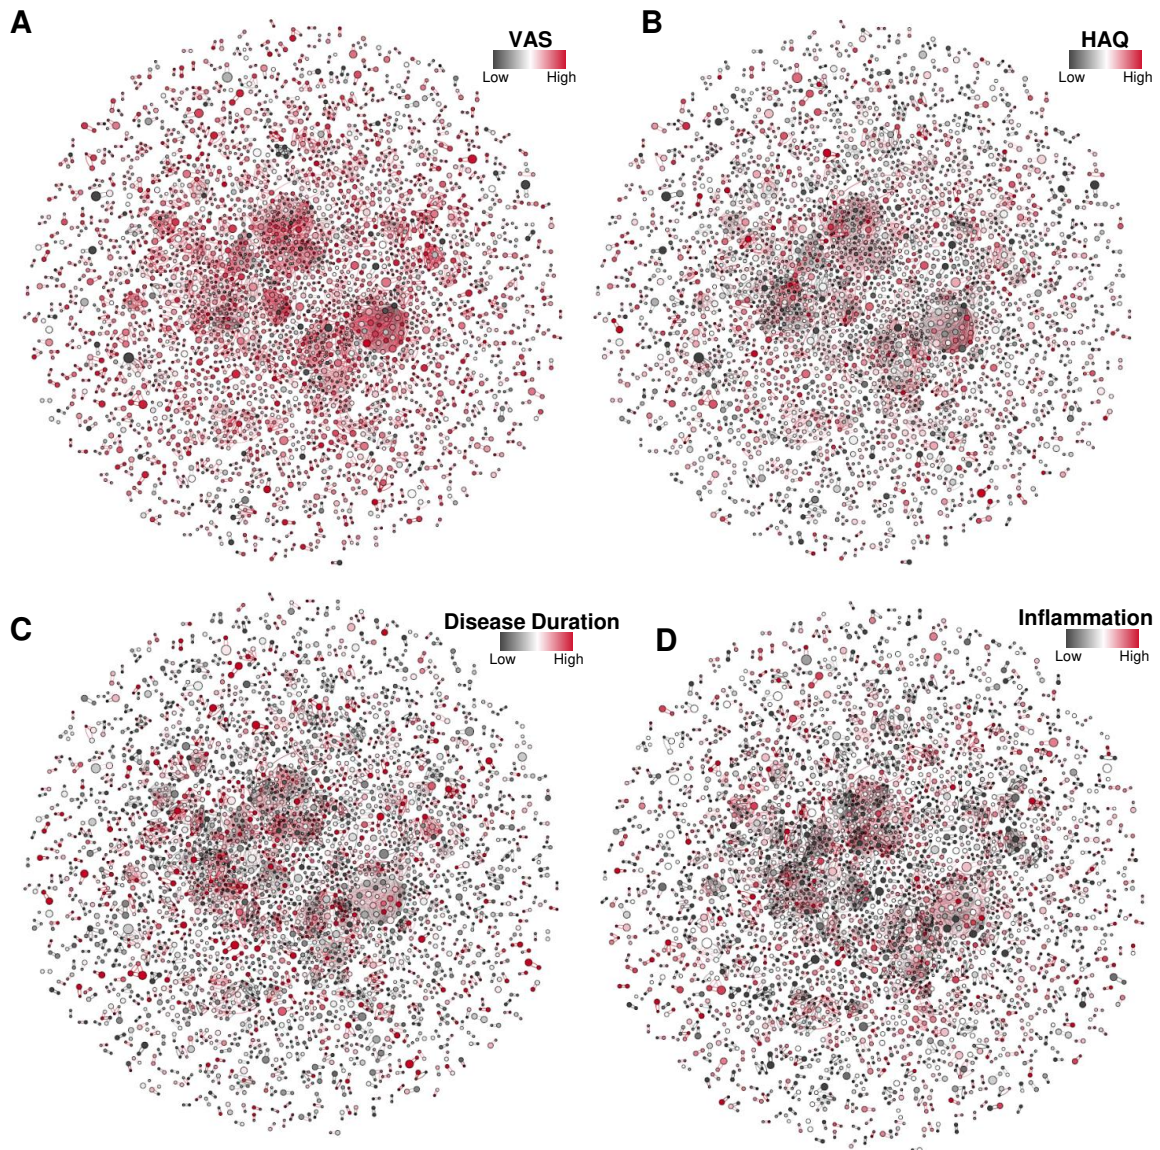 A
VAS
Low High
B
HAQ
Low High
C
Disease Duration
Low High
D
Inflammation
Low High